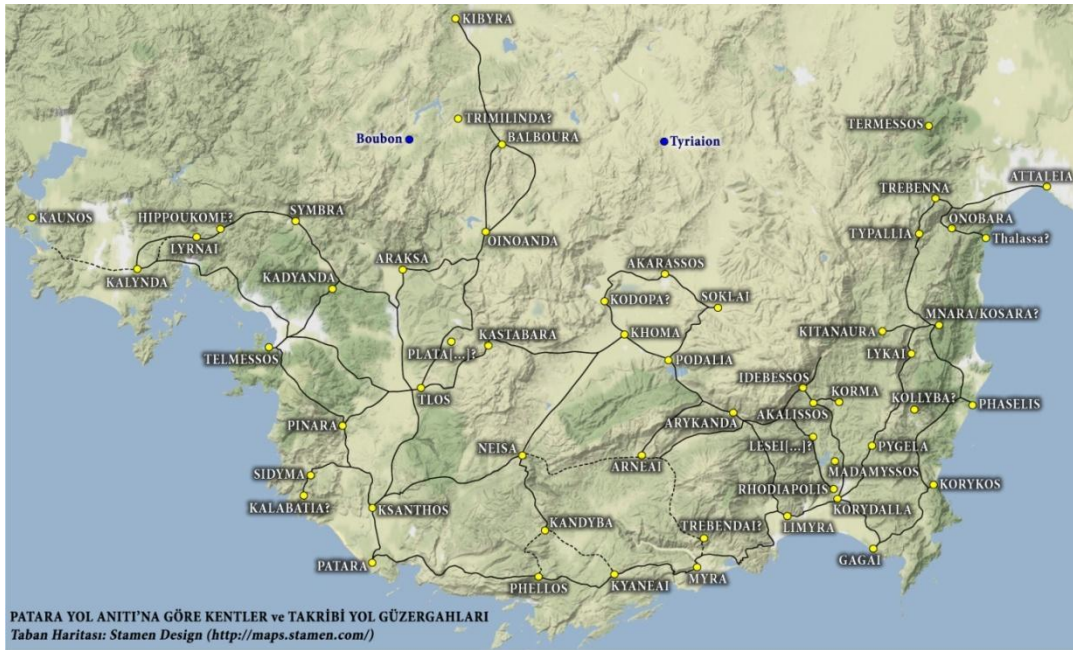 KIBYRA
TRIMILINDA?
Boubon
BALBOURA
Tyriaion
TERMESSOS
ATTALEIA
TREBENNA
KAUNOS
HIPPOUKOME?
SYMBRA
ONOBARA
LYRNAI
OINOANDA
TYPALLIA
Thalassa?
ARAKSA
AKARASSOS
KALYNDA
KADYANDA
KODOPA?
SOKLAI
MNARA/KOSARA?
KASTABARA
KHOMA
KITANAURA
TELMESSOS
PLATA[...]?
PODALIA
LYKAI
TLOS
IDEBESSOS
KORMA
KOLLYBA?
PHASELIS
PINARA
ARYKANDA
AKALISSOS
NEISA
ARNEAI
LESEI[...]?
PYGELA
SIDYMA
MADAMYSSOS
KALABATIA?
RHODIAPOLIS
KORYKOS
KSANTHOS
KORYDALLA
KANDYBA
TREBENDAI?
LIMYRA
PATARA
GAGAI
PHELLOS
KYANEAI
MYRA
PATARA YOL ANITI'NA GÖRE KENTLER ve TAKRİBİ YOL GÜZERGAHLARI
Taban Haritası: Stamen Design (http://maps.stamen.com/)